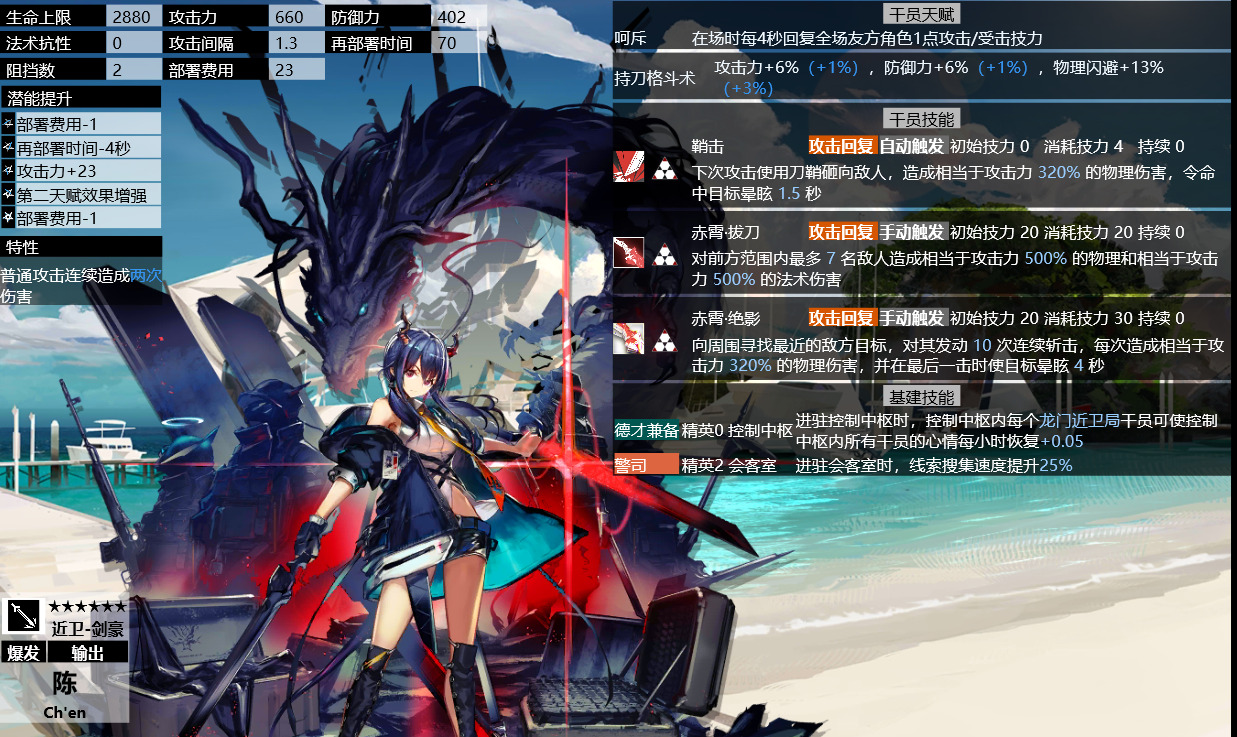 生命上限 2880 攻击力 660 防御力 402
法术抗性 0 攻击间隔 1.3 再部署时间 70
阻挡数 2 部署费用 23
潜能提升
部署费用-1
再部署时间-4秒
攻击力+23
第二天赋效果增强
部署费用-1
特性
普通攻击连续造成两次
伤害
★★★★★★
近卫-剑豪
爆发 输出
陈
Ch'en
干员天赋
呵斥 在场时每4秒回复全场友方角色1点攻击/受击技力
持刀格斗术 攻击力+6%（+1%），防御力+6%（+1%），物理闪避+13%
（+3%）
干员技能
鞘击 攻击回复 自动触发 初始技力 0 消耗技力 4 持续 0
下次攻击使用刀鞘砸向敌人，造成相当于攻击力 320% 的物理伤害，令命
中目标晕眩 1.5 秒
赤霄·拔刀 攻击回复 手动触发 初始技力 20 消耗技力 20 持续 0
对前方范围内最多 7 名敌人造成相当于攻击力 500% 的物理和相当于攻击
力 500% 的法术伤害
赤霄·绝影 攻击回复 手动触发 初始技力 20 消耗技力 30 持续 0
向周围寻找最近的敌方目标，对其发动 10 次连续斩击，每次造成相当于攻
击力 320% 的物理伤害，并在最后一击时使目标晕眩 4 秒
基建技能
德才兼备 精英0 控制中枢 进驻控制中枢时，控制中枢内每个龙门近卫局干员可使控制
中枢内所有干员的心情每小时恢复+0.05
警司 精英2 会客室 进驻会客室时，线索搜集速度提升25%